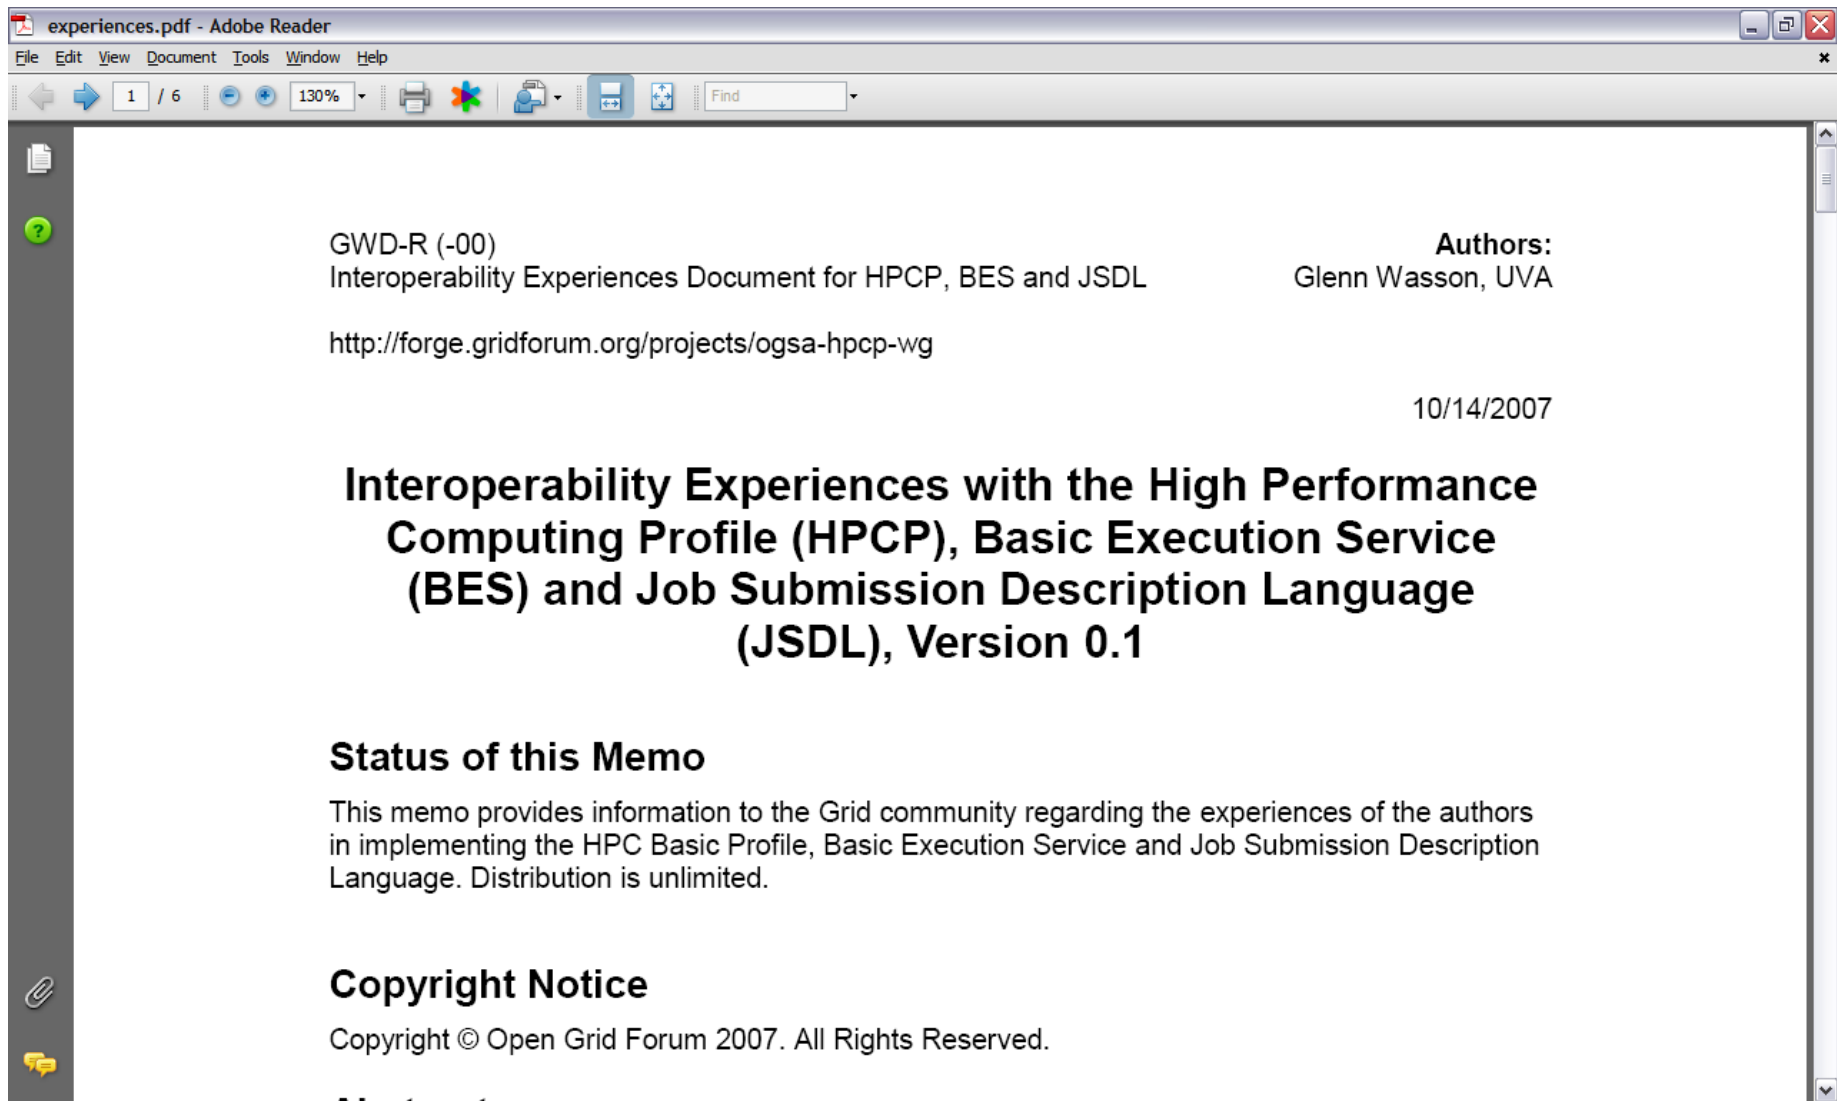 experiences.pdf - Adobe Reader
File Edit View Document Tools Window Help
1 / 6 130% Find
GWD-R (-00) Authors:
Interoperability Experiences Document for HPCP, BES and JSDL Glenn Wasson, UVA
http://forge.gridforum.org/projects/ogsa-hpcp-wg
10/14/2007
Interoperability Experiences with the High Performance
Computing Profile (HPCP), Basic Execution Service
(BES) and Job Submission Description Language
(JSDL), Version 0.1
Status of this Memo
This memo provides information to the Grid community regarding the experiences of the authors
in implementing the HPC Basic Profile, Basic Execution Service and Job Submission Description
Language. Distribution is unlimited.
Copyright Notice
Copyright © Open Grid Forum 2007. All Rights Reserved.